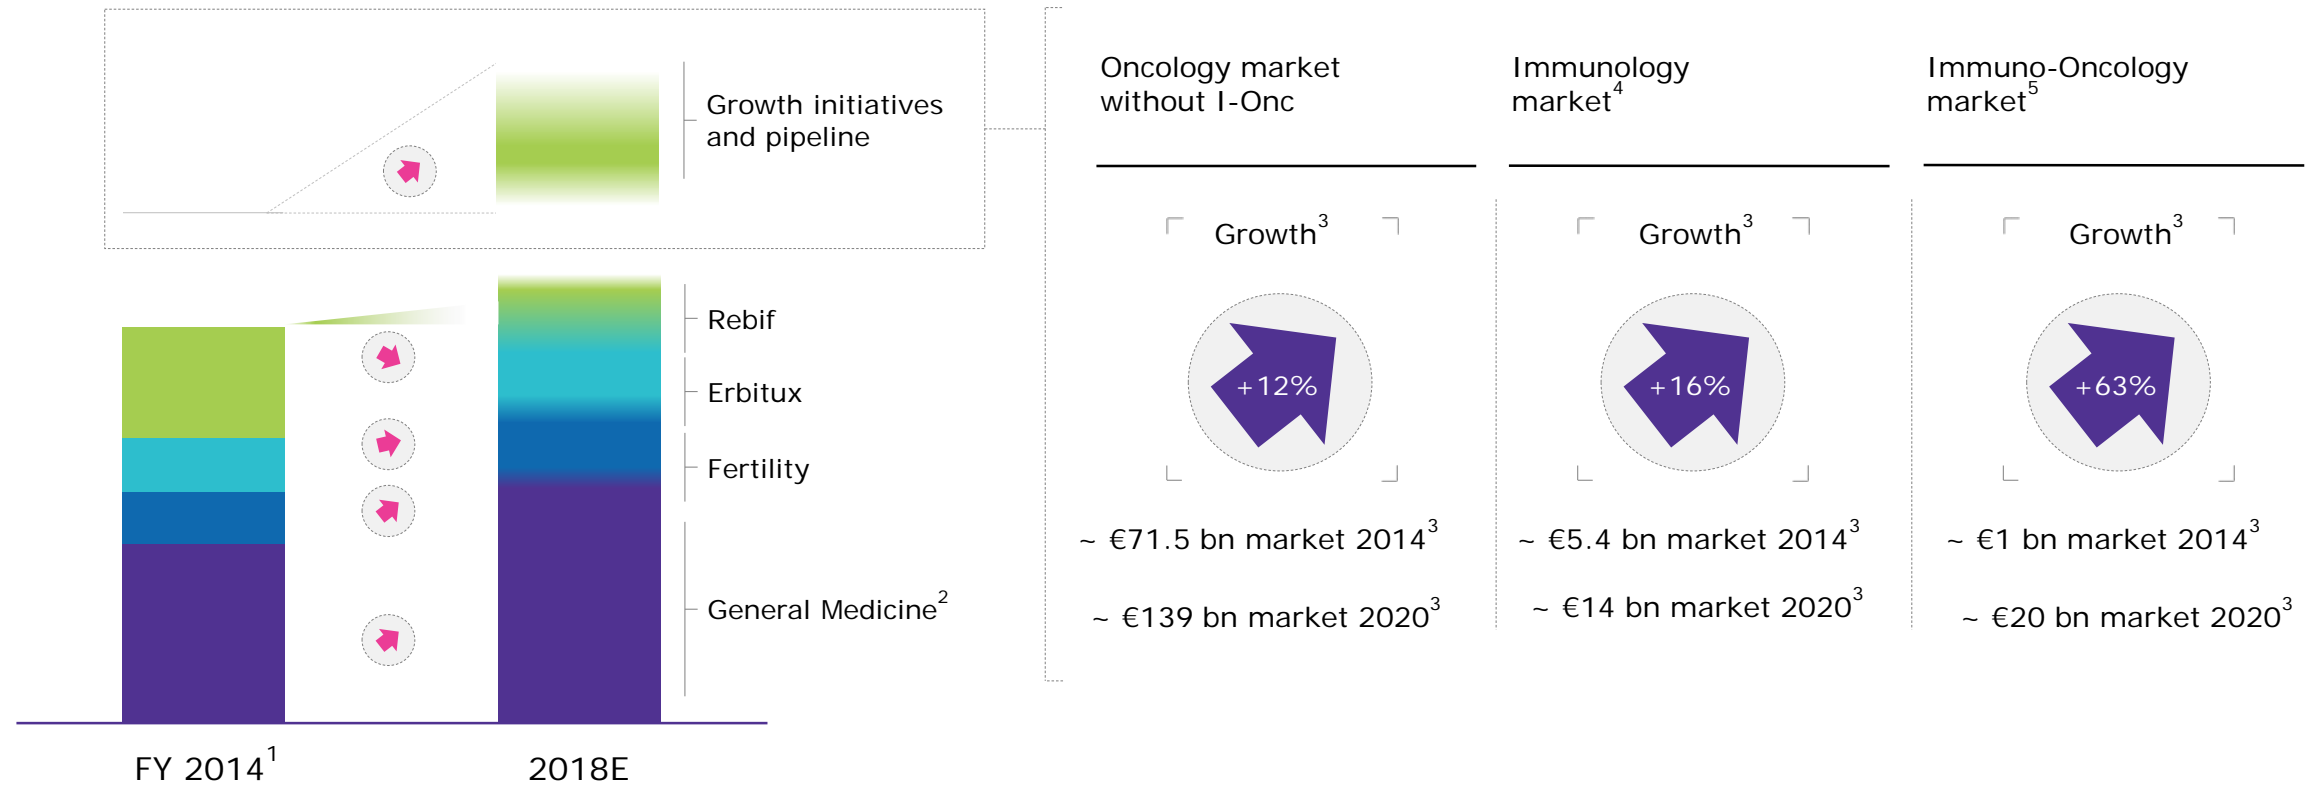 Growth initiatives
and pipeline
Rebif
Erbitux
Fertility
General Medicine2
FY 20141
2018E
Oncology market
without I-Onc
Growth3
+12%
~ €71.5 bn market 20143
~ €139 bn market 20203
Immunology
market4
Growth3
+16%
~ €5.4 bn market 20143
~ €14 bn market 20203
Immuno-Oncology
market5
Growth3
+63%
~ €1 bn market 20143
~ €20 bn market 20203